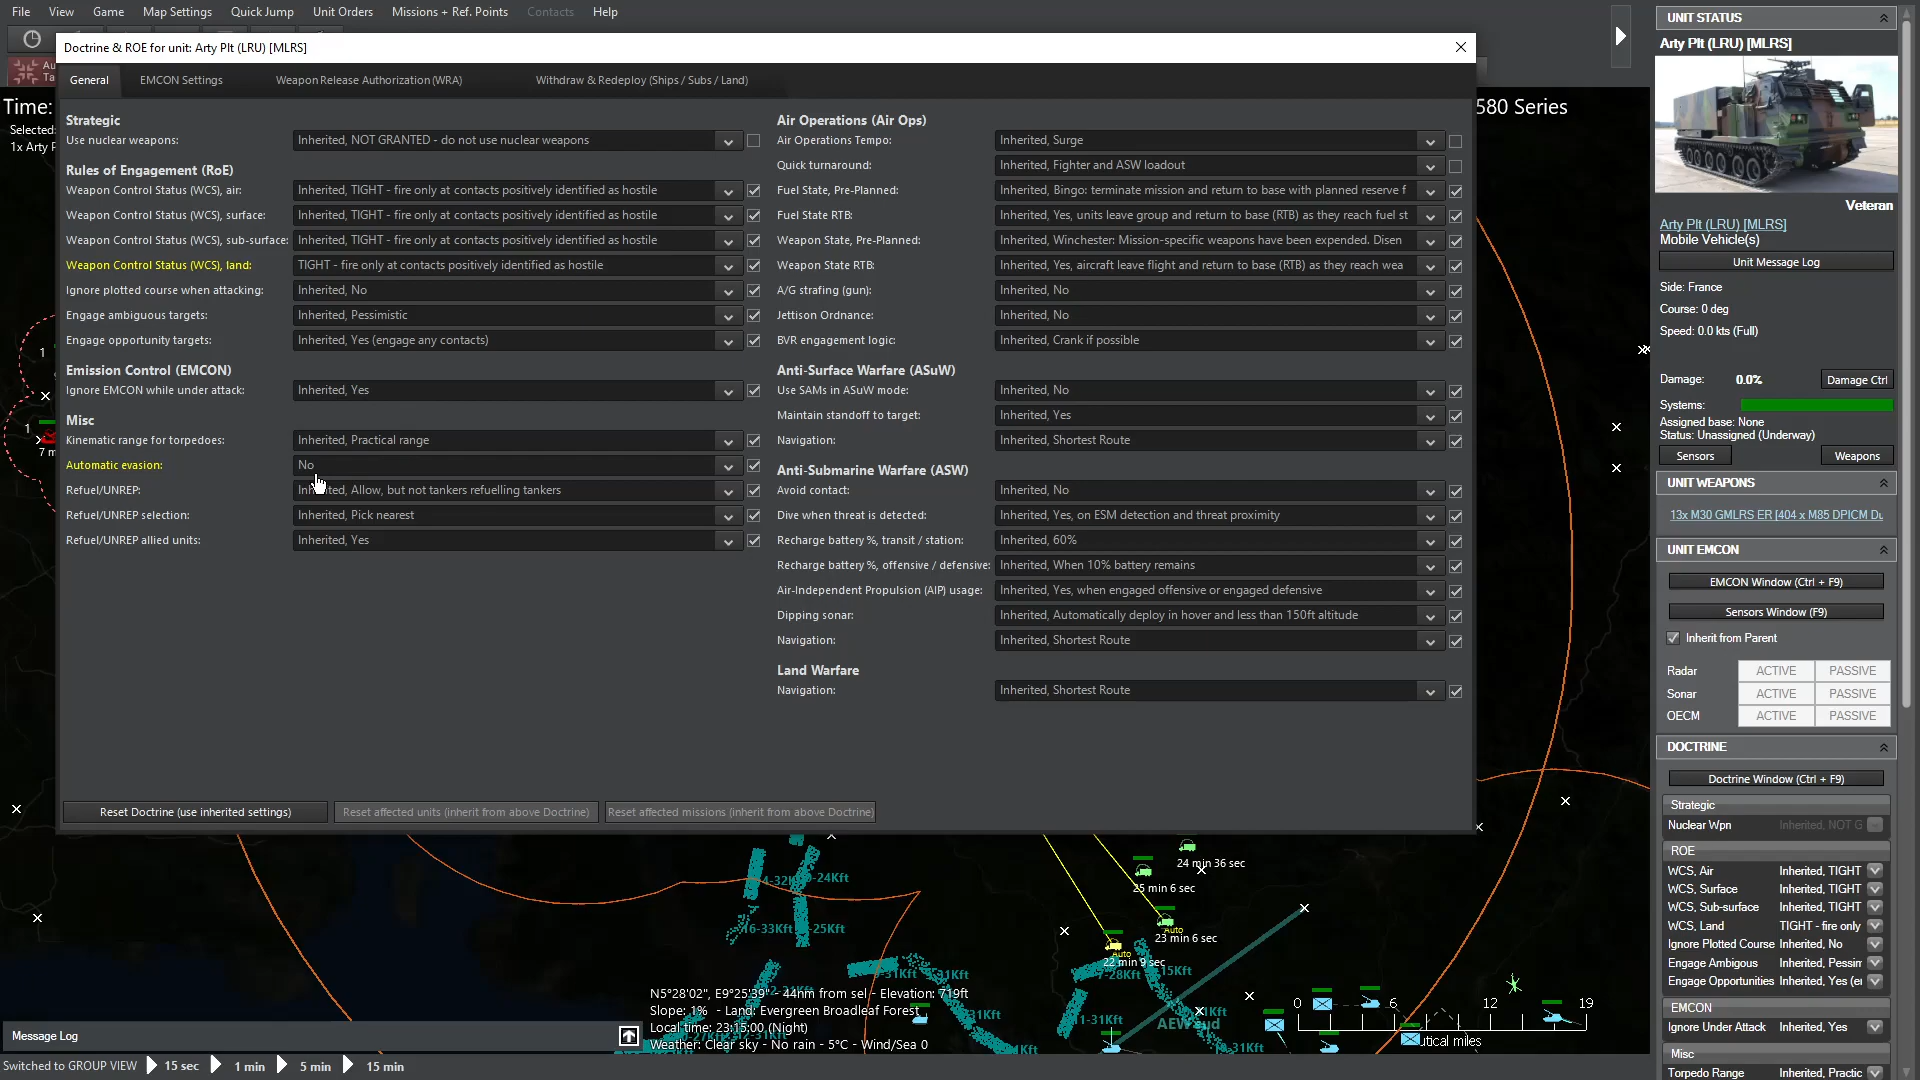 File View Game Map Settings Quick Jump Unit Orders Missions + Ref. Points Contacts Help
Time:
Selected:
1x Arty P
580 Series
Doctrine & ROE for unit: Arty Plt (LRU) [MLRS]
General EMCON Settings Weapon Release Authorization (WRA) Withdraw & Redeploy (Ships / Subs / Land)
Strategic
Use nuclear weapons: Inherited, NOT GRANTED - do not use nuclear weapons
Rules of Engagement (RoE)
Weapon Control Status (WCS), air: Inherited, TIGHT - fire only at contacts positively identified as hostile
Weapon Control Status (WCS), surface: Inherited, TIGHT - fire only at contacts positively identified as hostile
Weapon Control Status (WCS), sub-surface: Inherited, TIGHT - fire only at contacts positively identified as hostile
Weapon Control Status (WCS), land: TIGHT - fire only at contacts positively identified as hostile
Ignore plotted course when attacking: Inherited, No
Engage ambiguous targets: Inherited, Pessimistic
Engage opportunity targets: Inherited, Yes (engage any contacts)
Emission Control (EMCON)
Ignore EMCON while under attack: Inherited, Yes
Misc
Kinematic range for torpedoes: Inherited, Practical range
Automatic evasion: No
Refuel/UNREP: Inherited, Allow, but not tankers refuelling tankers
Refuel/UNREP selection: Inherited, Pick nearest
Refuel/UNREP allied units: Inherited, Yes
Air Operations (Air Ops)
Air Operations Tempo: Inherited, Surge
Quick turnaround: Inherited, Fighter and ASW loadout
Fuel State, Pre-Planned: Inherited, Bingo: terminate mission and return to base with planned reserve f
Fuel State RTB: Inherited, Yes, units leave group and return to base (RTB) as they reach fuel st
Weapon State, Pre-Planned: Inherited, Winchester: Mission-specific weapons have been expended. Disen
Weapon State RTB: Inherited, Yes, aircraft leave flight and return to base (RTB) as they reach wea
A/G strafing (gun): Inherited, No
Jettison Ordnance: Inherited, No
BVR engagement logic: Inherited, Crank if possible
Anti-Surface Warfare (ASuW)
Use SAMs in ASuW mode: Inherited, No
Maintain standoff to target: Inherited, Yes
Navigation: Inherited, Shortest Route
Anti-Submarine Warfare (ASW)
Avoid contact: Inherited, No
Dive when threat is detected: Inherited, Yes, on ESM detection and threat proximity
Recharge battery %, transit / station: Inherited, 60%
Recharge battery %, offensive / defensive: Inherited, When 10% battery remains
Air-Independent Propulsion (AIP) usage: Inherited, Yes, when engaged offensive or engaged defensive
Dipping sonar: Inherited, Automatically deploy in hover and less than 150ft altitude
Navigation: Inherited, Shortest Route
Land Warfare
Navigation: Inherited, Shortest Route
Reset Doctrine (use inherited settings) Reset affected units (inherit from above Doctrine) Reset affected missions (inherit from above Doctrine)
1
1
7 m
24 min 36 sec
25 min 6 sec
Auto
23 min 6 sec
Auto
22 min 9 sec
AEW sud
N5°28'02", E9°25'39" - 44nm from sel - Elevation: 719ft
Slope: 1% - Land: Evergreen Broadleaf Forest
Local time: 23:15:00 (Night)
Weather: Clear sky - No rain - 5°C - Wind/Sea 0
0 6 12 19
utical miles
Message Log
Switched to GROUP VIEW 15 sec 1 min 5 min 15 min
UNIT STATUS
Arty Plt (LRU) [MLRS]
Veteran
Arty Plt (LRU) [MLRS]
Mobile Vehicle(s)
Unit Message Log
Side: France
Course: 0 deg
Speed: 0.0 kts (Full)
Damage: 0.0% Damage Ctrl
Systems:
Assigned base: None
Status: Unassigned (Underway)
Sensors Weapons
UNIT WEAPONS
13x M30 GMLRS ER [404 x M85 DPICM Du
UNIT EMCON
EMCON Window (Ctrl + F9)
Sensors Window (F9)
Inherit from Parent
Radar ACTIVE PASSIVE
Sonar ACTIVE PASSIVE
OECM ACTIVE PASSIVE
DOCTRINE
Doctrine Window (Ctrl + F9)
Strategic
Nuclear Wpn Inherited, NOT G
ROE
WCS, Air Inherited, TIGHT
WCS, Surface Inherited, TIGHT
WCS, Sub-surface Inherited, TIGHT
WCS, Land TIGHT - fire only
Ignore Plotted Course Inherited, No
Engage Ambiguous Inherited, Pessim
Engage Opportunities Inherited, Yes (e
EMCON
Ignore Under Attack Inherited, Yes
Misc
Torpedo Range Inherited, Practic